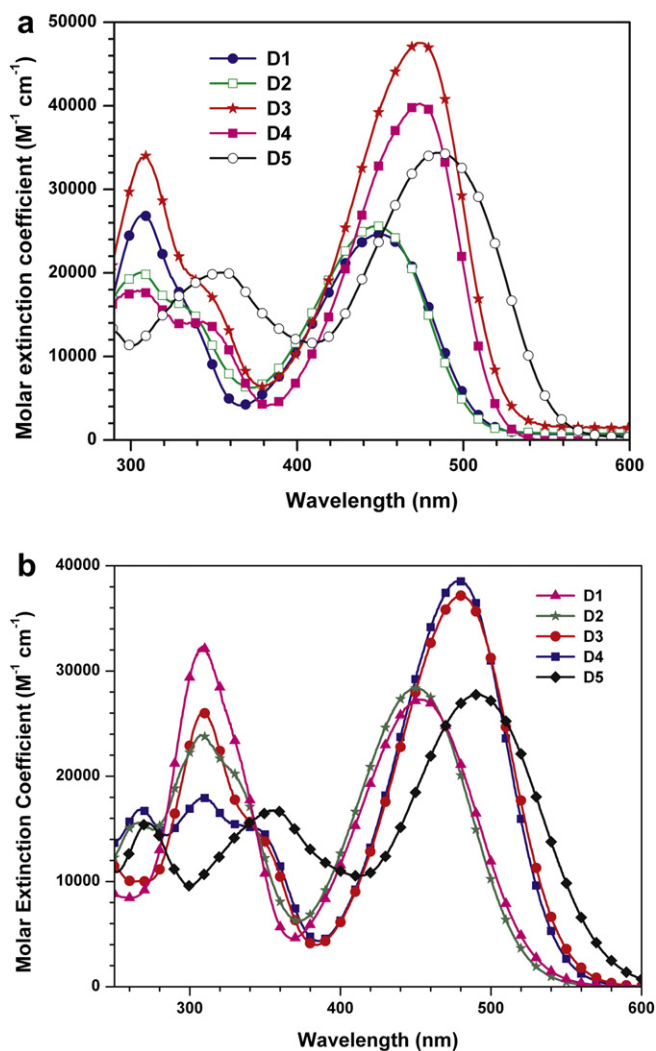 a
50000
40000
30000
20000
10000
0
300
400
500
600
Molar extinction coefficient (M⁻¹ cm⁻¹)
Wavelength (nm)
D1
D2
D3
D4
D5
b
40000
30000
20000
10000
0
300
400
500
600
Molar Extinction Coefficient (M⁻¹ cm⁻¹)
Wavelength (nm)
D1
D2
D3
D4
D5